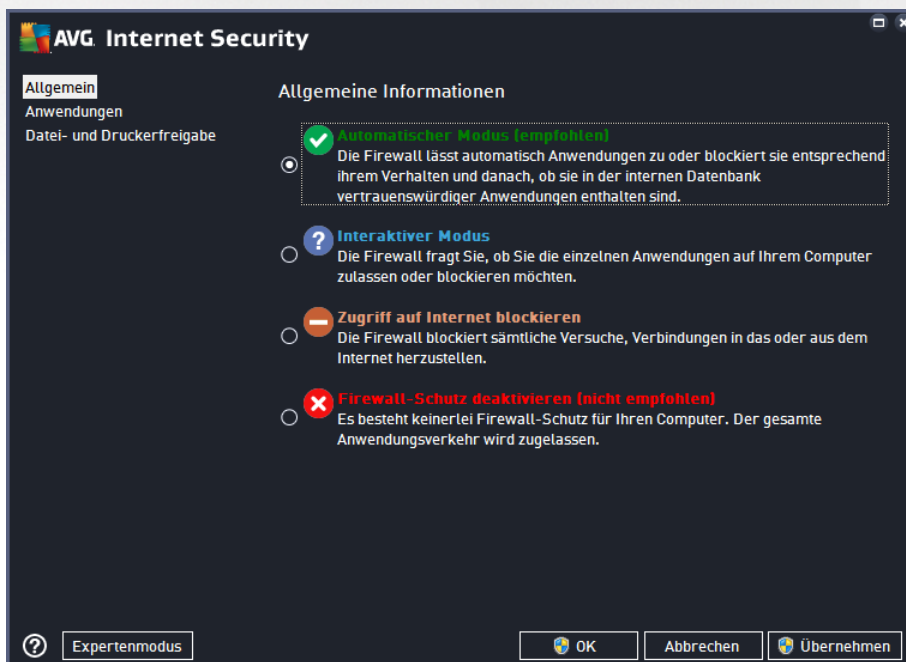 AVG Internet Security
Allgemein
Anwendungen
Datei- und Druckerfreigabe
Allgemeine Informationen
Automatischer Modus (empfohlen)
Die Firewall lässt automatisch Anwendungen zu oder blockiert sie entsprechend
ihrem Verhalten und danach, ob sie in der internen Datenbank
vertrauenswürdiger Anwendungen enthalten sind.
Interaktiver Modus
Die Firewall fragt Sie, ob Sie die einzelnen Anwendungen auf Ihrem Computer
zulassen oder blockieren möchten.
Zugriff auf Internet blockieren
Die Firewall blockiert sämtliche Versuche, Verbindungen in das oder aus dem
Internet herzustellen.
Firewall-Schutz deaktivieren (nicht empfohlen)
Es besteht keinerlei Firewall-Schutz für Ihren Computer. Der gesamte
Anwendungsverkehr wird zugelassen.
Expertenmodus
OK
Abbrechen
Übernehmen